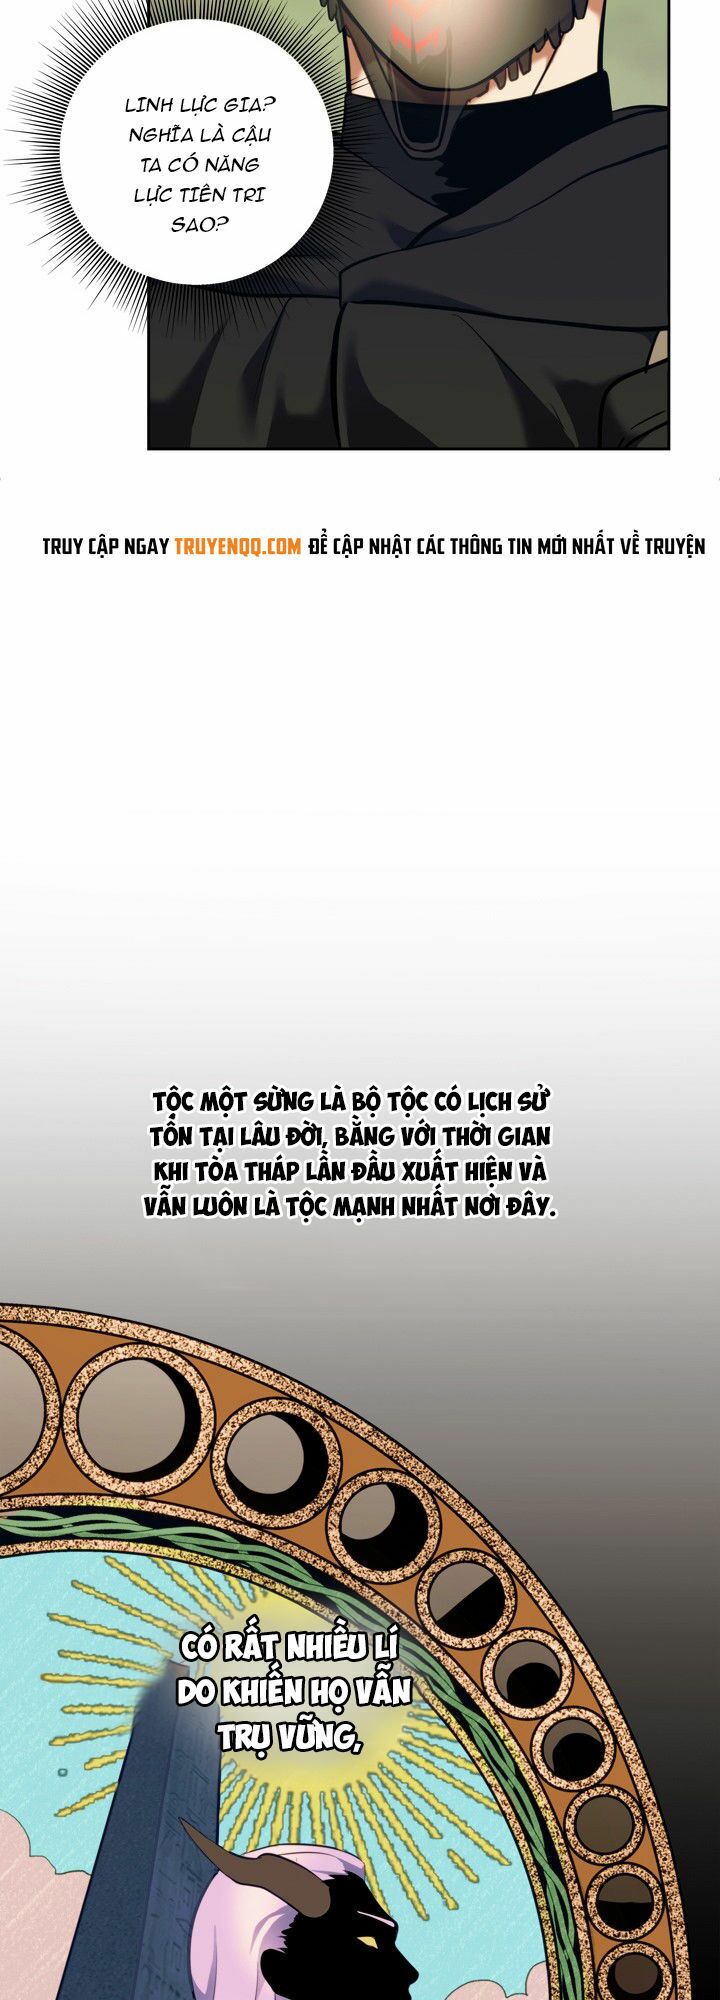 LINH LỰC GIA?
NGHĨA LÀ CẬU
TA CÓ NĂNG
LỰC TIÊN TRI
SAO?
TRUY CẬP NGAY TRUYENQQ.COM ĐỂ CẬP NHẬT CÁC THÔNG TIN MỚI NHẤT VỀ TRUYỆN
TỘC MỘT SỪNG LÀ BỘ TỘC CÓ LỊCH SỬ
TỒN TẠI LÂU ĐỜI, BẰNG VỚI THỜI GIAN
KHI TÒA THÁP LẦN ĐẦU XUẤT HIỆN VÀ
VẪN LUÔN LÀ TỘC MẠNH NHẤT NƠI ĐÂY.
CÓ RẤT NHIỀU LÍ
DO KHIẾN HỌ VẪN
TRỤ VỮNG,